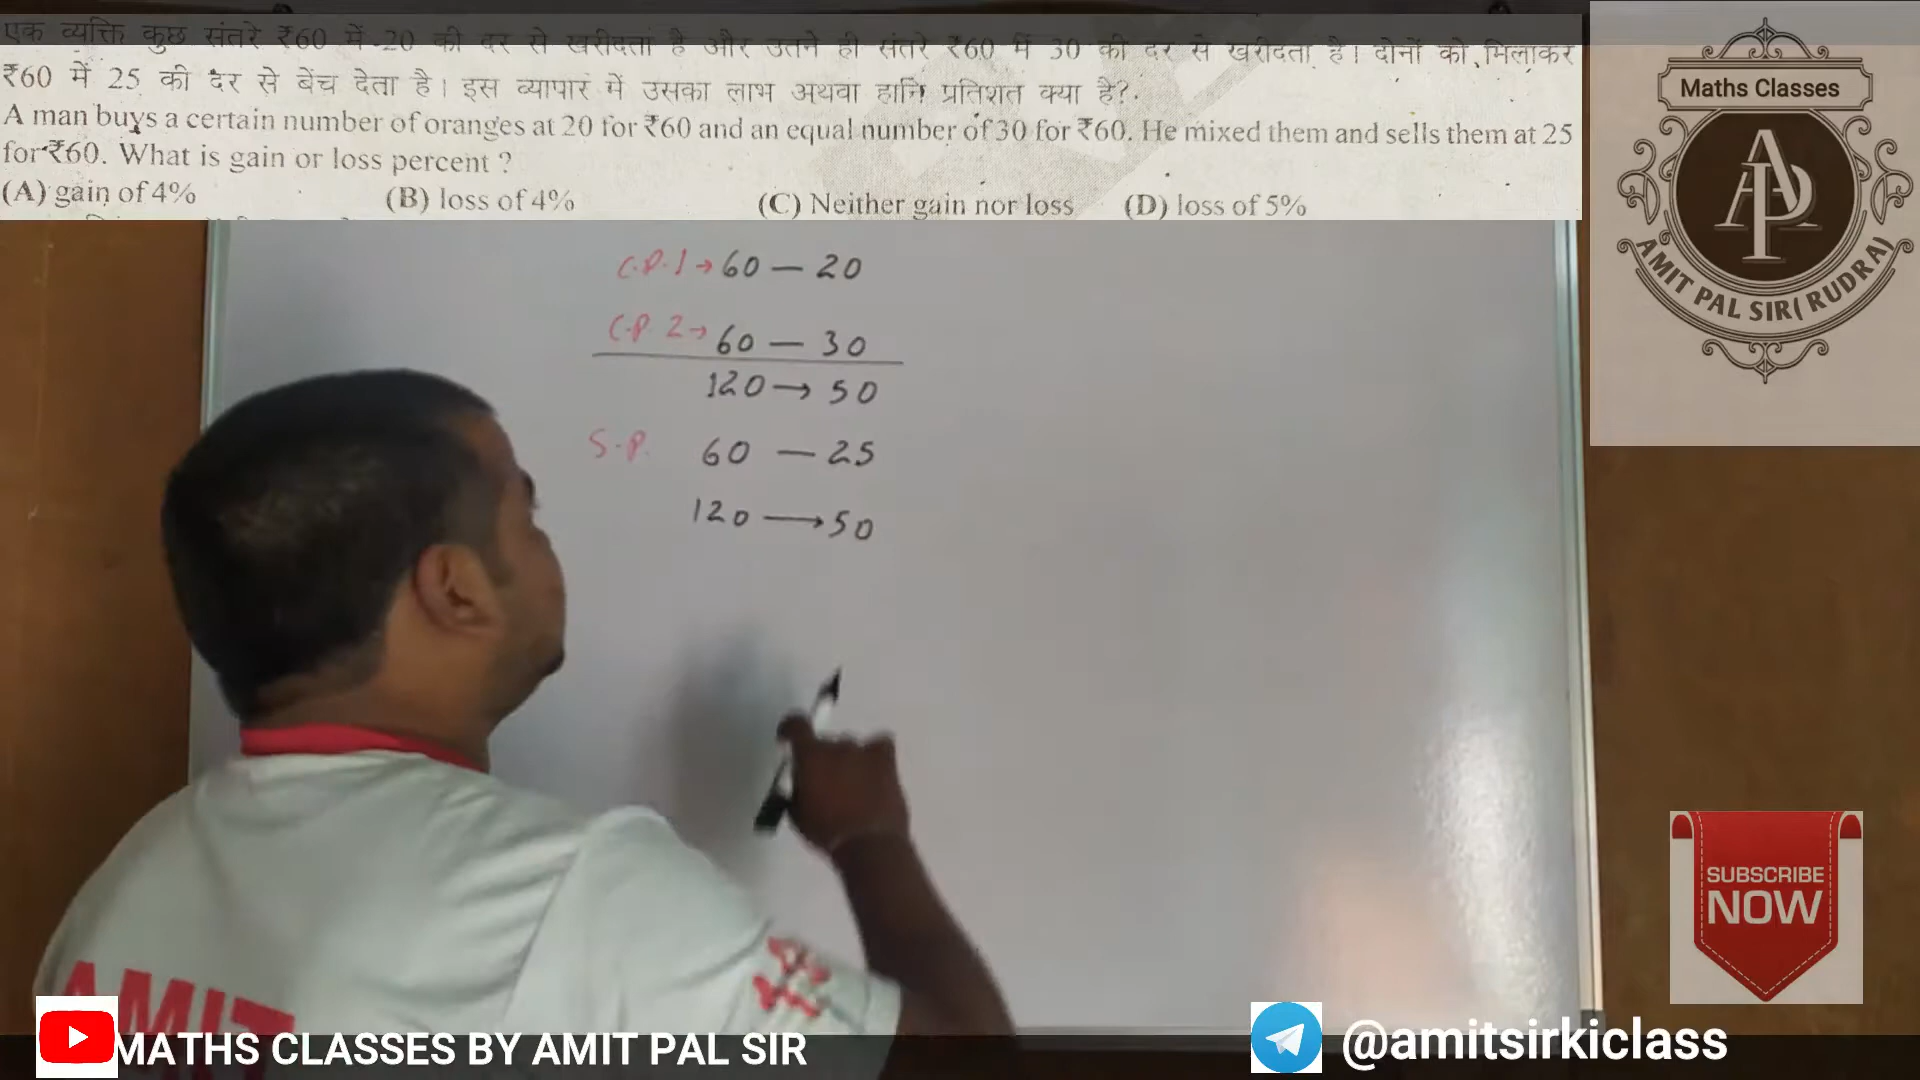 एक व्यक्ति कुछ संतरे ₹60 में 20 की दर से खरीदता है और उतने ही संतरे ₹60 में 30 की दर से खरीदता है। दोनों को मिलाकर
₹60 में 25 की दर से बेंच देता है। इस व्यापार में उसका लाभ अथवा हानि प्रतिशत क्या है?
A man buys a certain number of oranges at 20 for ₹60 and an equal number of 30 for ₹60. He mixed them and sells them at 25
for ₹60. What is gain or loss percent ?
(A) gain of 4% (B) loss of 4% (C) Neither gain nor loss (D) loss of 5%
Maths Classes
AP
AMIT PAL SIR( RUDRA)
C.P.1 → 60 — 20
C.P. 2 → 60 — 30
120 → 50
S.P. 60 — 25
120 → 50
AMIT
SUBSCRIBE
NOW
MATHS CLASSES BY AMIT PAL SIR
@amitsirkiclass